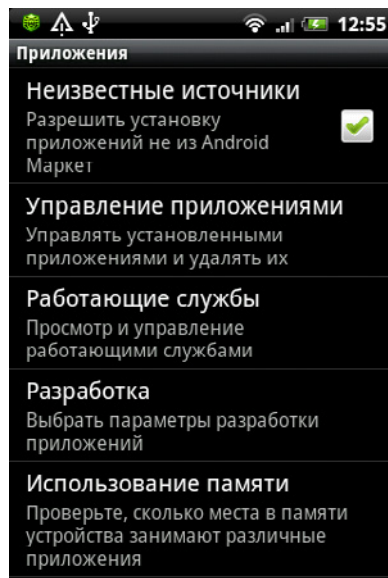 12:55
Приложения
Неизвестные источники
Разрешить установку
приложений не из Android
Маркет
Управление приложениями
Управлять установленными
приложениями и удалять их
Работающие службы
Просмотр и управление
работающими службами
Разработка
Выбрать параметры разработки
приложений
Использование памяти
Проверьте, сколько места в памяти
устройства занимают различные
приложения